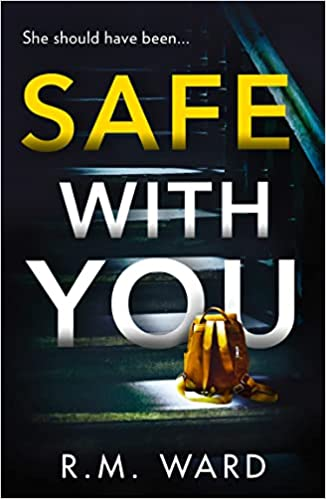 She should have been...
SAFE
WITH
YOU
R.M. WARD